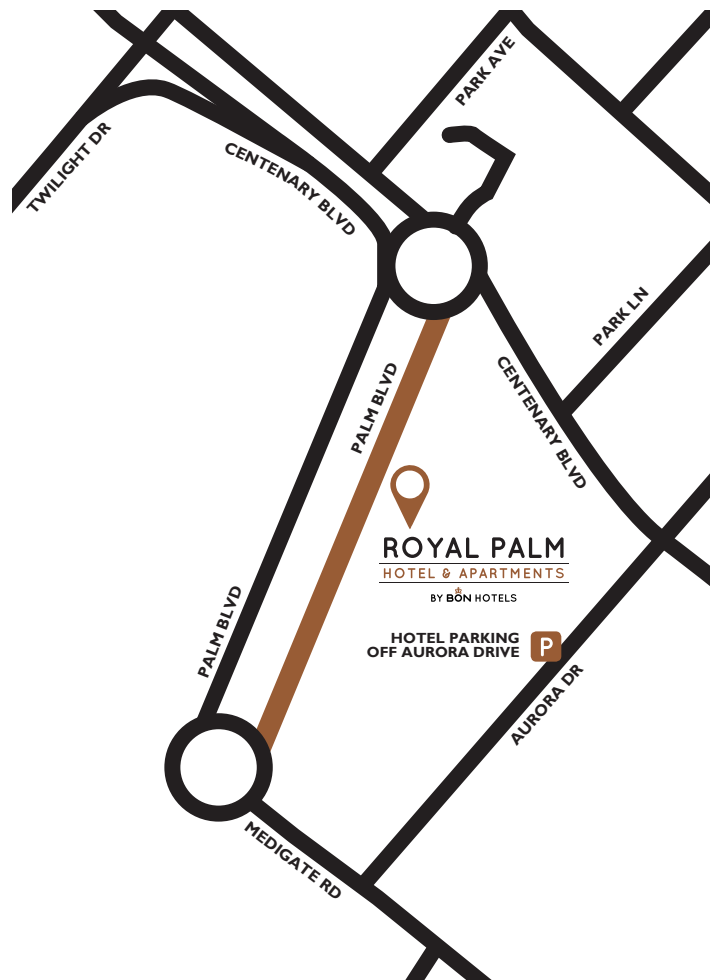 PARK AVE
TWILIGHT DR
CENTENARY BLVD
PARK LN
PALM BLVD
CENTENARY BLVD
ROYAL PALM
HOTEL & APARTMENTS
BY BON HOTELS
PALM BLVD
HOTEL PARKING
OFF AURORA DRIVE
P
AURORA DR
MEDIGATE RD